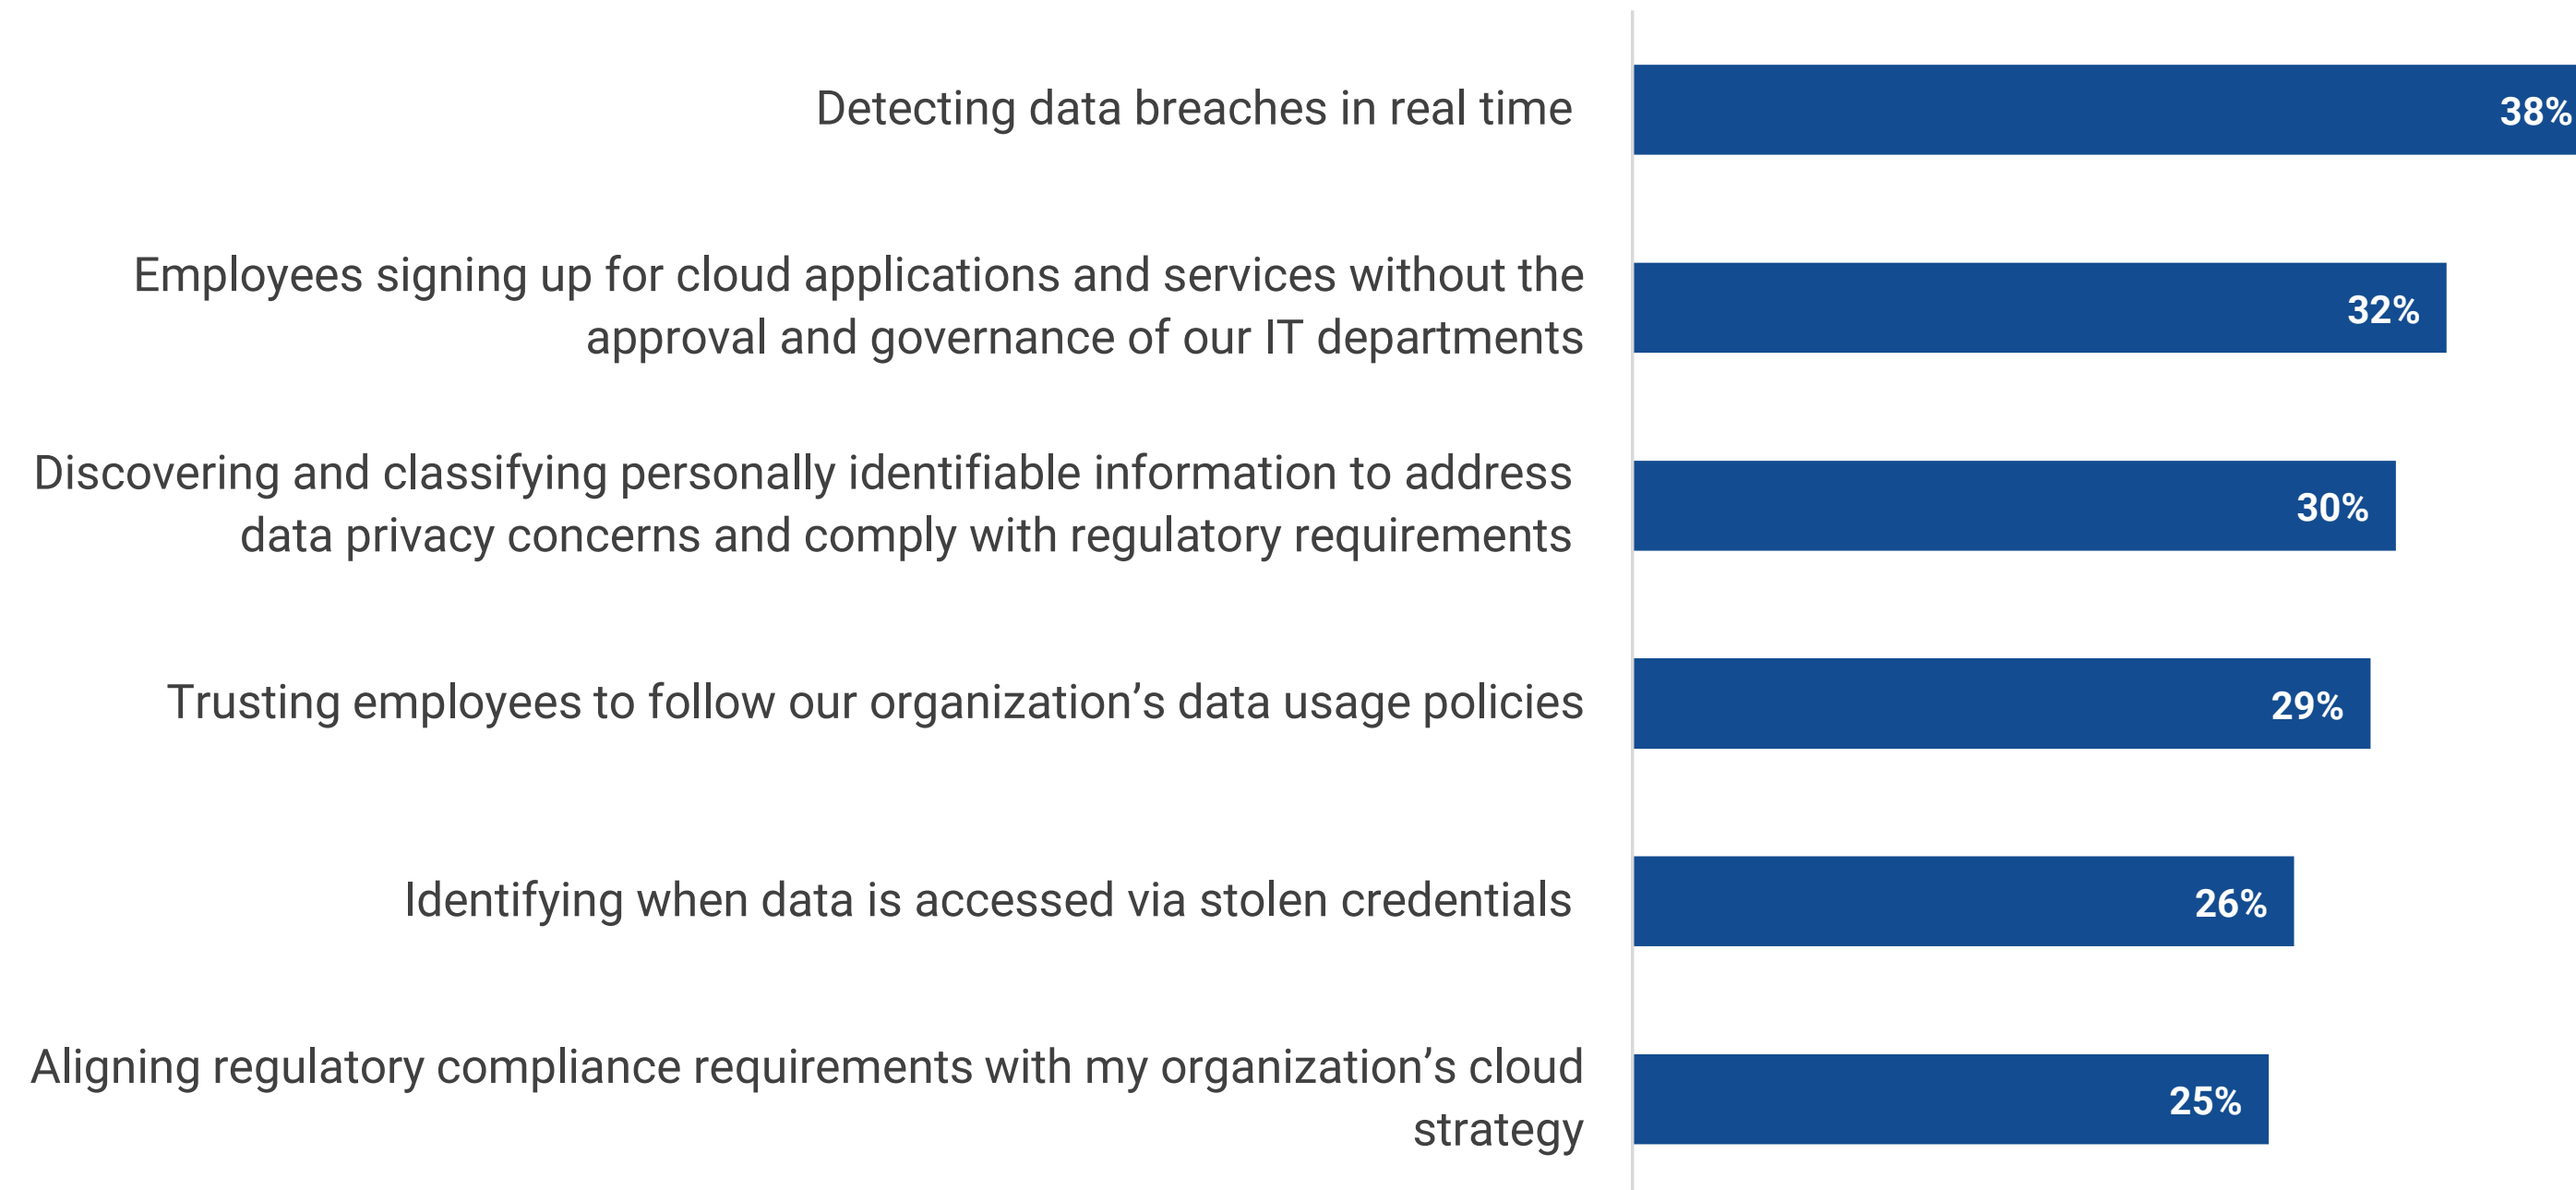 Detecting data breaches in real time
38%
Employees signing up for cloud applications and services without the
approval and governance of our IT departments
32%
Discovering and classifying personally identifiable information to address
data privacy concerns and comply with regulatory requirements
30%
Trusting employees to follow our organization’s data usage policies
29%
Identifying when data is accessed via stolen credentials
26%
Aligning regulatory compliance requirements with my organization’s cloud
strategy
25%